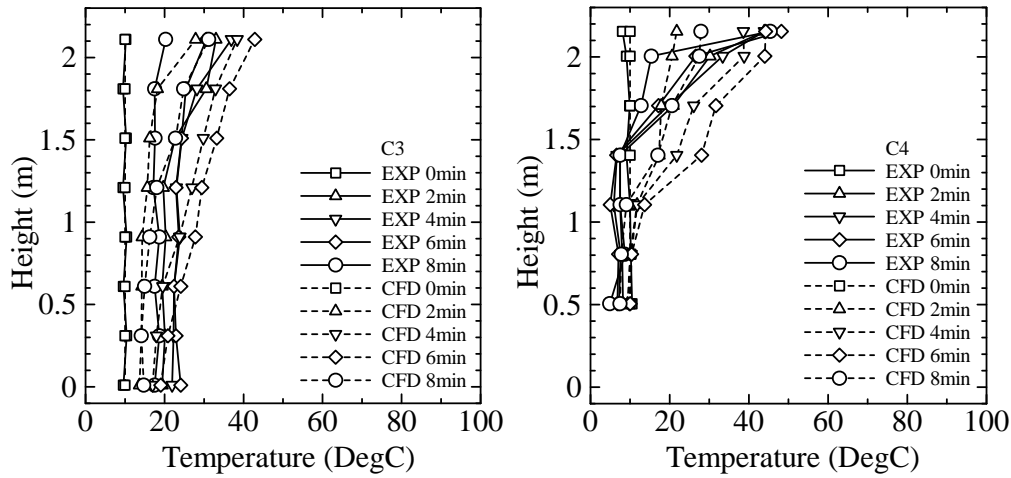 2
1.5
1
0.5
0
Height (m)
C3
EXP 0min
EXP 2min
EXP 4min
EXP 6min
EXP 8min
CFD 0min
CFD 2min
CFD 4min
CFD 6min
CFD 8min
0 20 40 60 80 100
Temperature (DegC)
2
1.5
1
0.5
0
Height (m)
C4
EXP 0min
EXP 2min
EXP 4min
EXP 6min
EXP 8min
CFD 0min
CFD 2min
CFD 4min
CFD 6min
CFD 8min
0 20 40 60 80 100
Temperature (DegC)